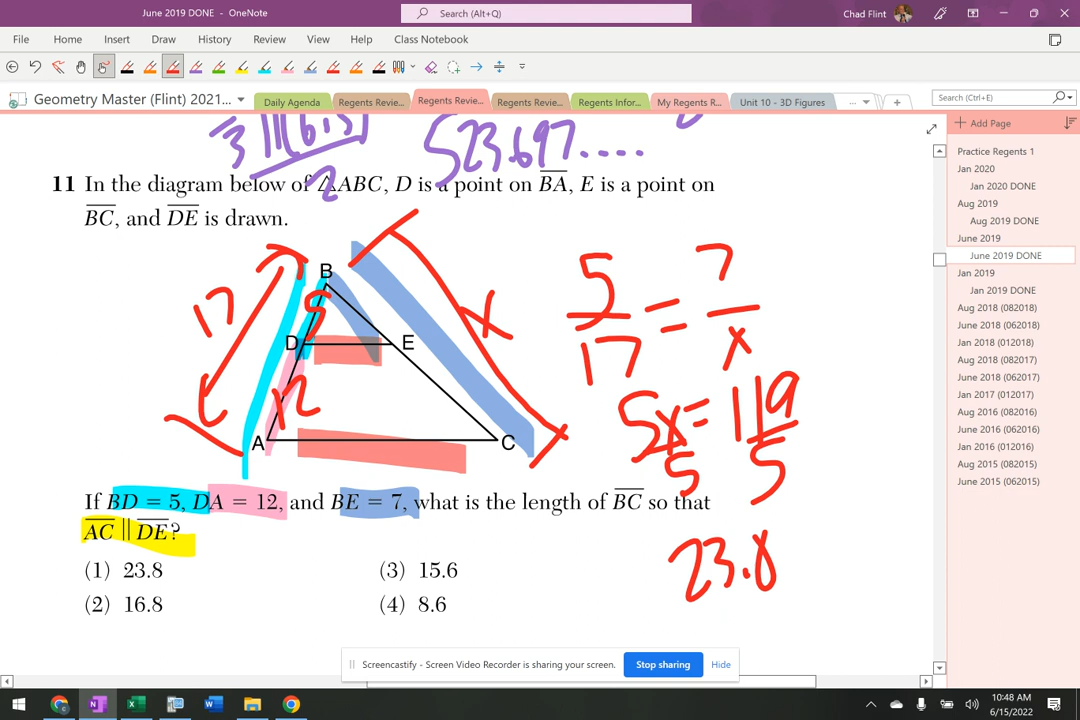 June 2019 DONE - OneNote
Search (Alt+Q)
Chad Flint
File Home Insert Draw History Review View Help Class Notebook
Geometry Master (Flint) 2021...
Daily Agenda
Regents Revie...
Regents Revie...
Regents Revie...
Regents Infor...
My Regents R...
Unit 10 - 3D Figures
...
Search (Ctrl+E)
Add Page
Practice Regents 1
Jan 2020
Jan 2020 DONE
Aug 2019
Aug 2019 DONE
June 2019
June 2019 DONE
Jan 2019
Jan 2019 DONE
Aug 2018 (082018)
June 2018 (062018)
Jan 2018 (012018)
Aug 2017 (082017)
June 2017 (062017)
Jan 2017 (012017)
Aug 2016 (082016)
June 2016 (062016)
Jan 2016 (012016)
Aug 2015 (082015)
June 2015 (062015)
523.697....
3
2
11 In the diagram below of △ABC, D is a point on BA, E is a point on
BC, and DE is drawn.
B
D
E
A
C
17
5
12
x
5/17 = 7/x
5x = 119
5 5
23.8
If BD = 5, DA = 12, and BE = 7, what is the length of BC so that
AC || DE?
(1) 23.8 (3) 15.6
(2) 16.8 (4) 8.6
Screencastify - Screen Video Recorder is sharing your screen.
Stop sharing
Hide
10:48 AM
6/15/2022